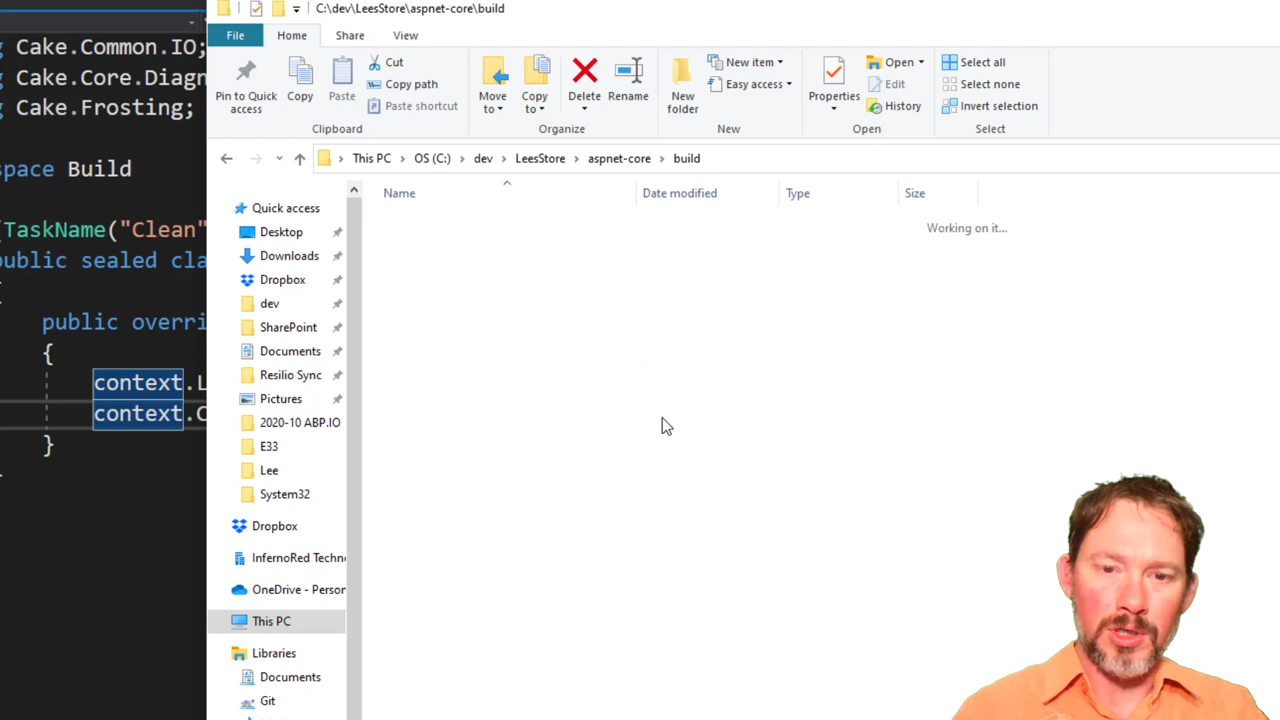 C:\dev\LeesStore\aspnet-core\build
File Home Share View
Pin to Quick access
Copy
Paste
Cut
Copy path
Paste shortcut
Clipboard
Move to
Copy to
Delete
Rename
Organize
New folder
New item
Easy access
New
Properties
Open
Edit
History
Open
Select all
Select none
Invert selection
Select
This PC > OS (C:) > dev > LeesStore > aspnet-core > build
Name Date modified Type Size
Working on it...
Quick access
Desktop
Downloads
Dropbox
dev
SharePoint
Documents
Resilio Sync
Pictures
2020-10 ABP.IO
E33
Lee
System32
Dropbox
InfernoRed Techn
OneDrive - Person
This PC
Libraries
Documents
Git
g Cake.Common.IO;
g Cake.Core.Diagn
g Cake.Frosting;
space Build
[TaskName("Clean"
public sealed cla
{
public overri
{
context.L
context.C
}